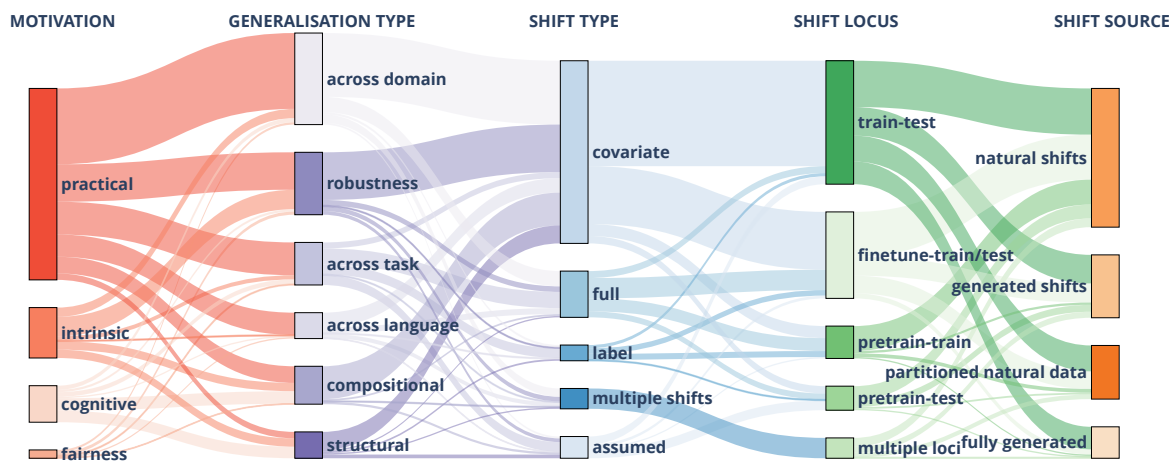 MOTIVATION
GENERALISATION TYPE
SHIFT TYPE
SHIFT LOCUS
SHIFT SOURCE
practical
intrinsic
cognitive
fairness
across domain
robustness
across task
across language
compositional
structural
covariate
full
label
multiple shifts
assumed
train-test
finetune-train/test
pretrain-train
pretrain-test
multiple loci
natural shifts
generated shifts
partitioned natural data
fully generated